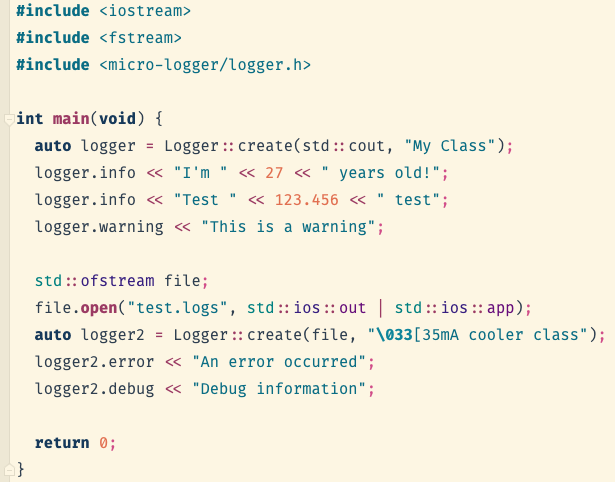 #include <iostream>
#include <fstream>
#include <micro-logger/logger.h>

int main(void) {
  auto logger = Logger::create(std::cout, "My Class");
  logger.info << "I'm " << 27 << " years old!";
  logger.info << "Test " << 123.456 << " test";
  logger.warning << "This is a warning";

  std::ofstream file;
  file.open("test.logs", std::ios::out | std::ios::app);
  auto logger2 = Logger::create(file, "\033[35mA cooler class");
  logger2.error << "An error occurred";
  logger2.debug << "Debug information";

  return 0;
}